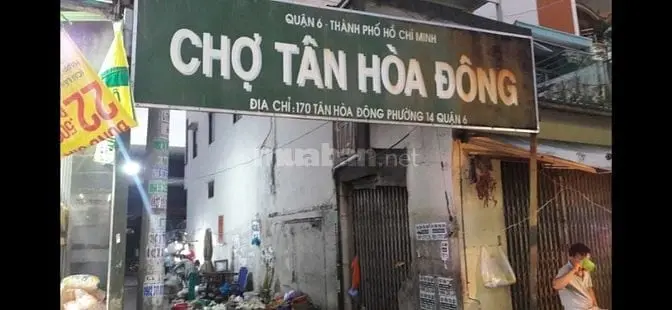 QUẬN 6 - THÀNH PHỐ HỒ CHÍ MINH
CHỢ TÂN HÒA ĐÔNG
ĐỊA CHỈ : 170 TÂN HÒA ĐÔNG PHƯỜNG 14 QUẬN 6
muaban.net
22